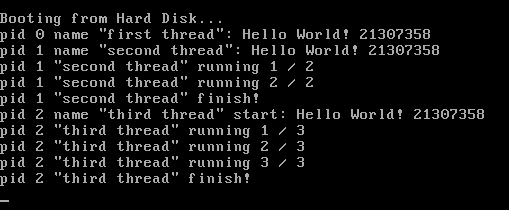 Booting from Hard Disk...
pid 0 name "first thread": Hello World! 21307358
pid 1 name "second thread": Hello World! 21307358
pid 1 "second thread" running 1 / 2
pid 1 "second thread" running 2 / 2
pid 1 "second thread" finish!
pid 2 name "third thread" start: Hello World! 21307358
pid 2 "third thread" running 1 / 3
pid 2 "third thread" running 2 / 3
pid 2 "third thread" running 3 / 3
pid 2 "third thread" finish!